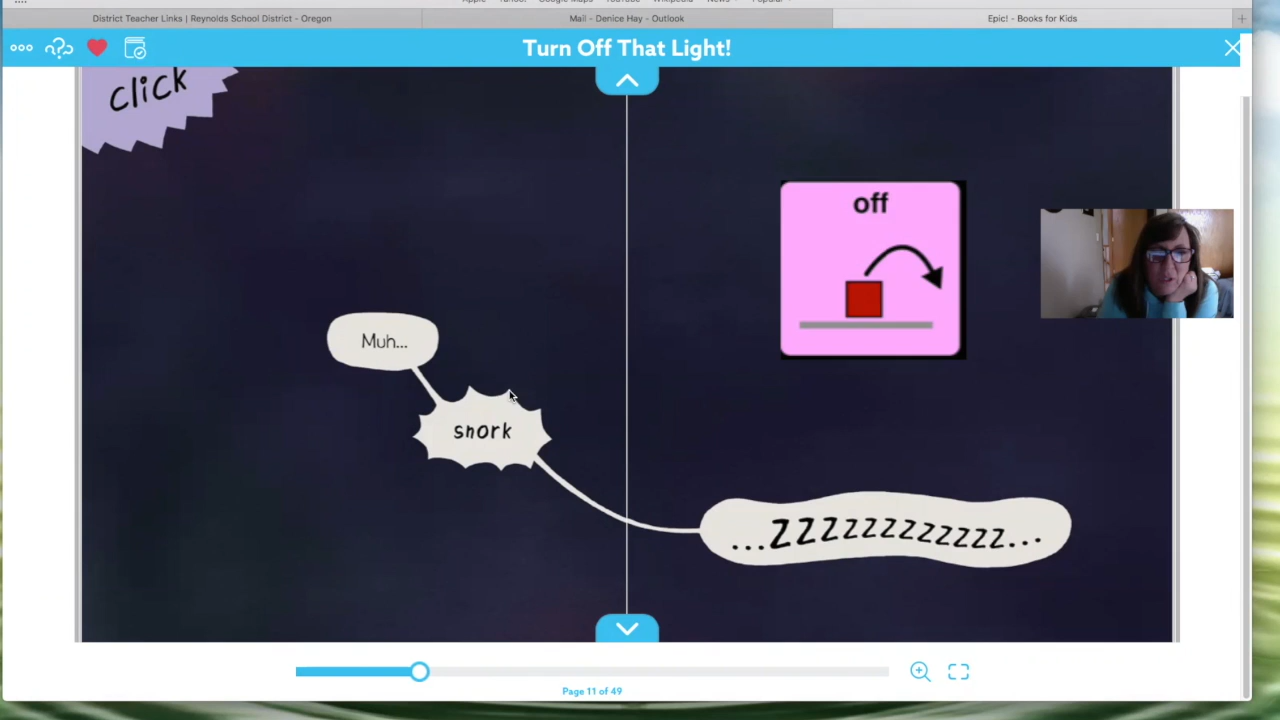 District Teacher Links | Reynolds School District - Oregon
Mail - Denice Hay - Outlook
Epic! - Books for Kids
Turn Off That Light!
click
off
Muh...
snork
...zzzzzzzzzzzz...
Page 11 of 49